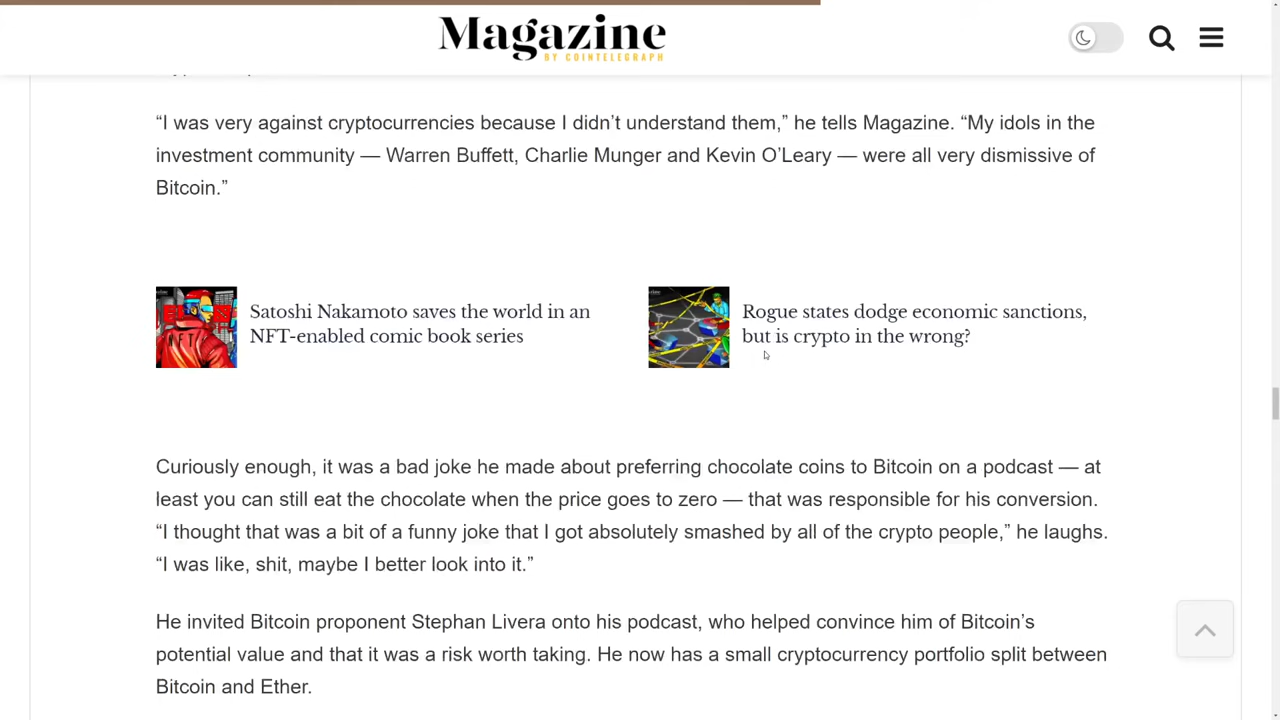 Magazine
BY COINTELEGRAPH
“I was very against cryptocurrencies because I didn’t understand them,” he tells Magazine. “My idols in the
investment community — Warren Buffett, Charlie Munger and Kevin O’Leary — were all very dismissive of
Bitcoin.”
Satoshi Nakamoto saves the world in an
NFT-enabled comic book series
Rogue states dodge economic sanctions,
but is crypto in the wrong?
Curiously enough, it was a bad joke he made about preferring chocolate coins to Bitcoin on a podcast — at
least you can still eat the chocolate when the price goes to zero — that was responsible for his conversion.
“I thought that was a bit of a funny joke that I got absolutely smashed by all of the crypto people,” he laughs.
“I was like, shit, maybe I better look into it.”
He invited Bitcoin proponent Stephan Livera onto his podcast, who helped convince him of Bitcoin’s
potential value and that it was a risk worth taking. He now has a small cryptocurrency portfolio split between
Bitcoin and Ether.